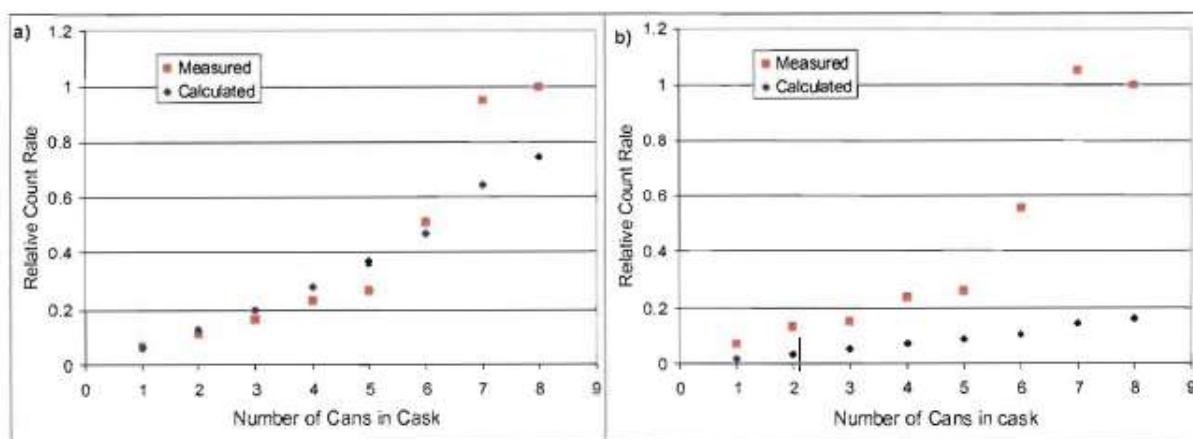 a)
1.2
1
0.8
0.6
0.4
0.2
0
0 1 2 3 4 5 6 7 8 9
Relative Count Rate
Number of Cans in Cask
Measured
Calculated
b)
1.2
1
0.8
0.6
0.4
0.2
0
0 1 2 3 4 5 6 7 8 9
Relative Count Rate
Number of Cans in cask
Measured
Calculated